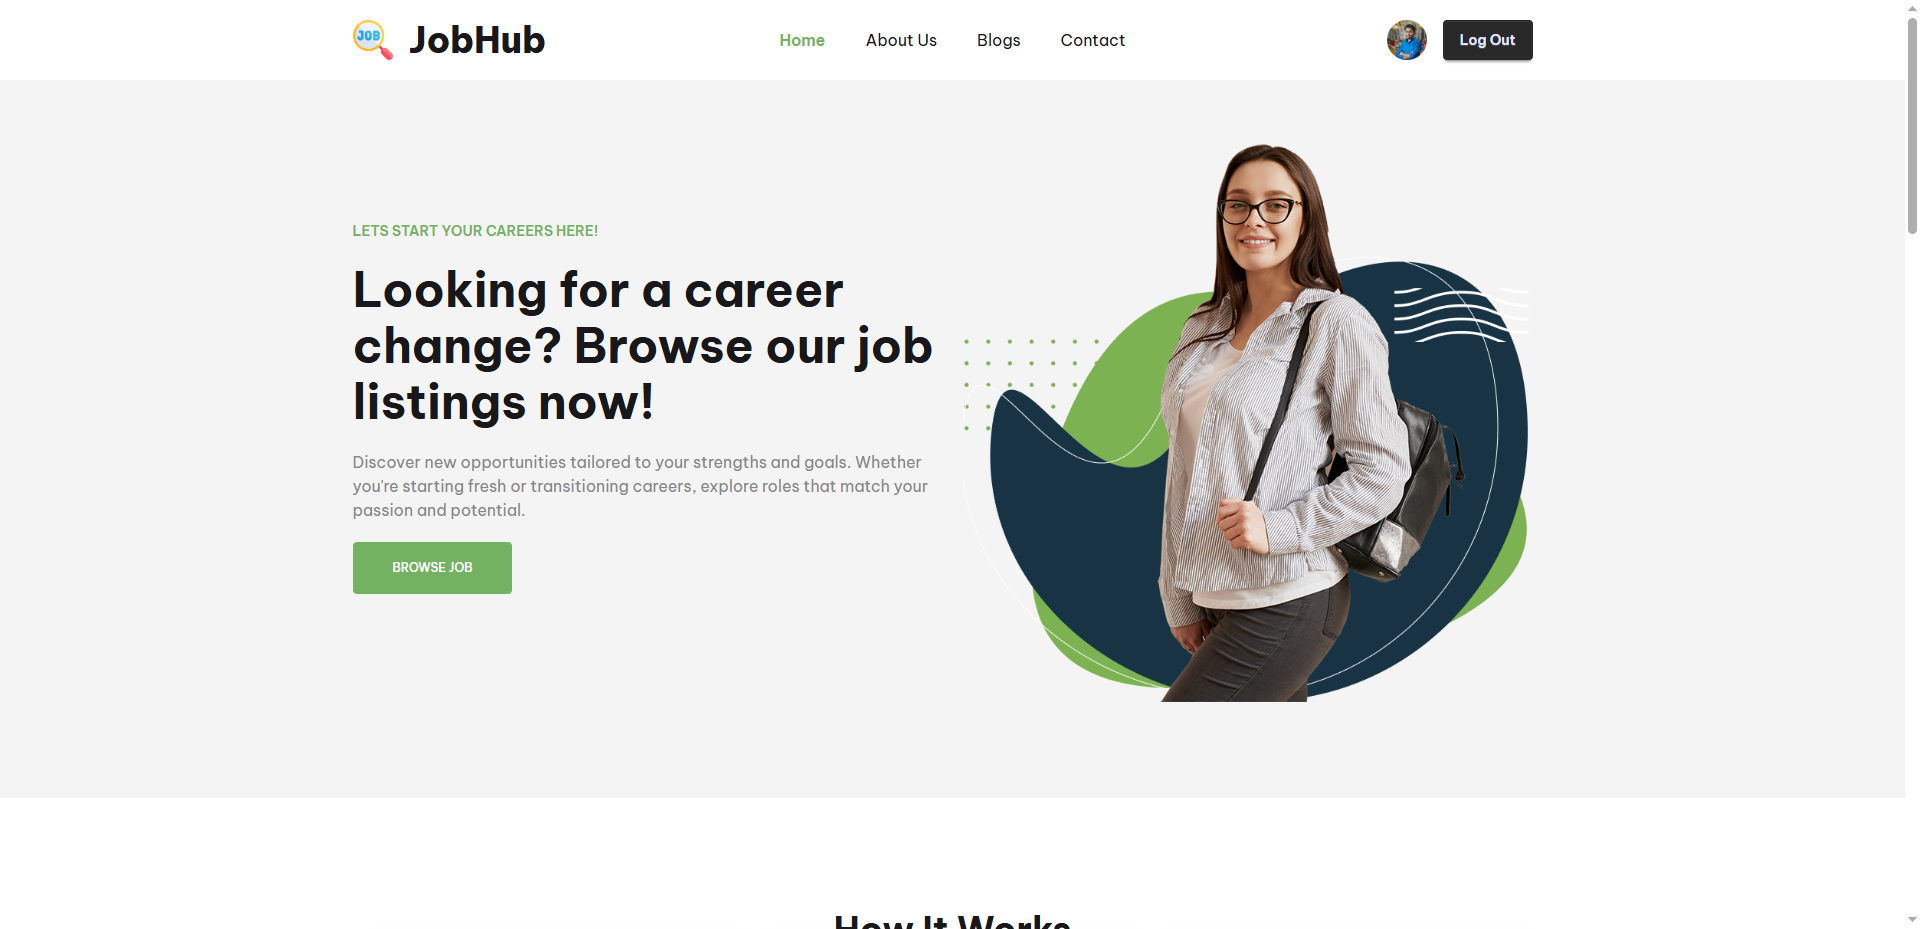 JOB
JobHub
Home
About Us
Blogs
Contact
Log Out
LETS START YOUR CAREERS HERE!
Looking for a career
change? Browse our job
listings now!
Discover new opportunities tailored to your strengths and goals. Whether
you're starting fresh or transitioning careers, explore roles that match your
passion and potential.
BROWSE JOB
How It Works